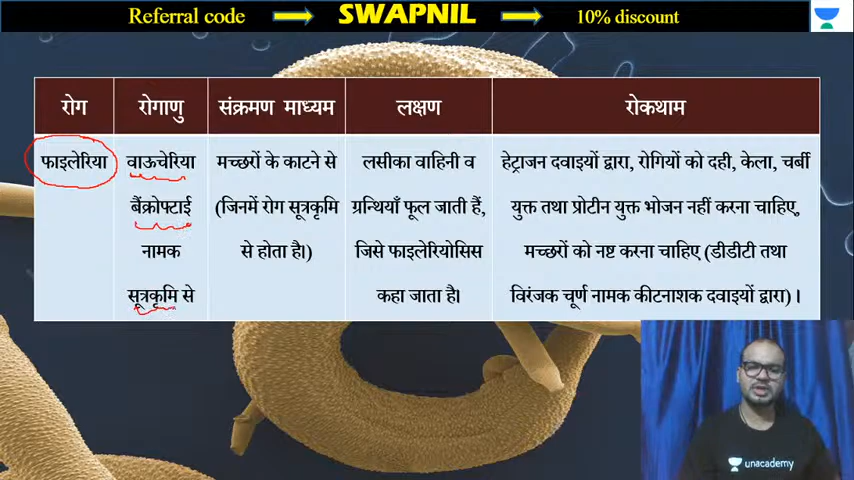 Referral code SWAPNIL 10% discount
रोग रोगाणु संक्रमण माध्यम लक्षण रोकथाम
फाइलेरिया
वाऊचेरिया
बैंक्रोफ्टाई
नामक
सूत्रकृमि से
मच्छरों के काटने से
(जिनमें रोग सूत्रकृमि
से होता है।)
लसीका वाहिनी व
ग्रन्थियाँ फूल जाती हैं,
जिसे फाइलेरियोसिस
कहा जाता है।
हेट्राजन दवाइयों द्वारा, रोगियों को दही, केला, चर्बी
युक्त तथा प्रोटीन युक्त भोजन नहीं करना चाहिए,
मच्छरों को नष्ट करना चाहिए (डीडीटी तथा
विरंजक चूर्ण नामक कीटनाशक दवाइयों द्वारा)।
unacademy